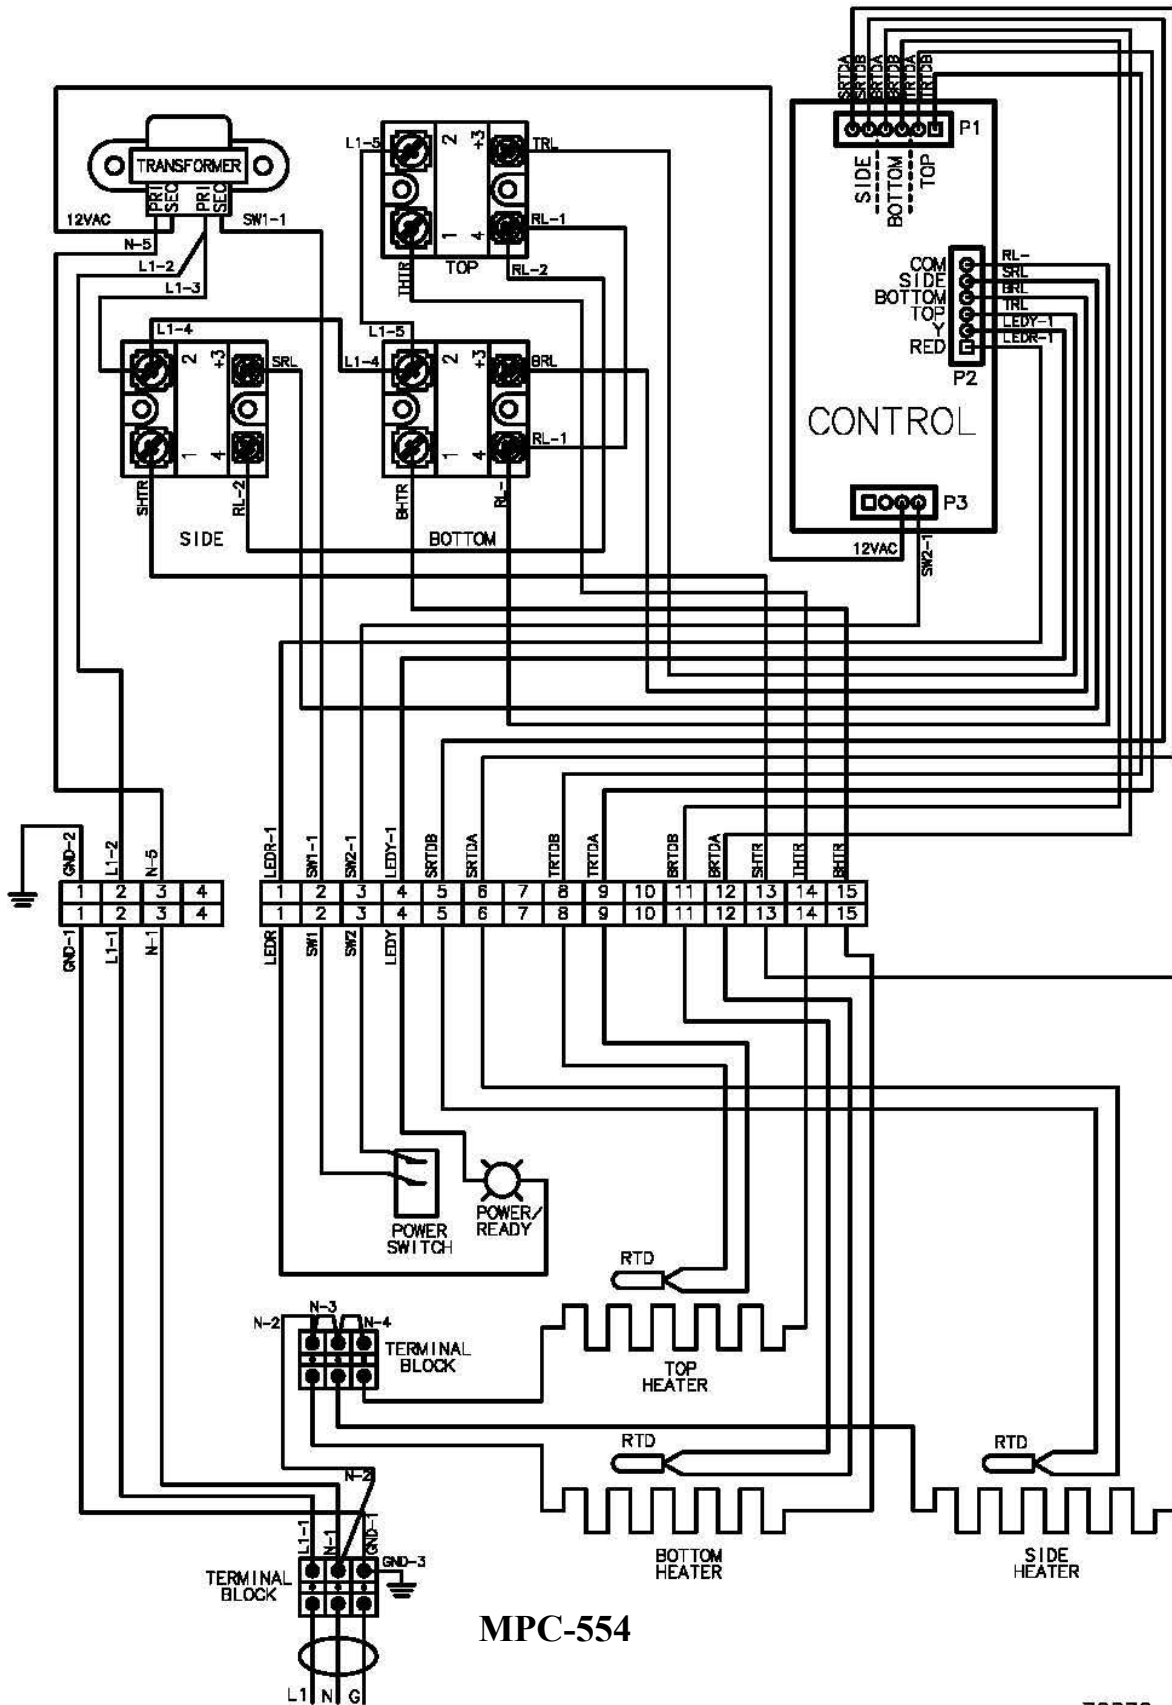 SRTDA
SRTDB
BRTDA
BRTDB
TRTDA
TRTDB
P1
SIDE
BOTTOM
TOP
TRANSFORMER
PRI
SEC
PRI
SEC
12VAC
SW1-1
N-5
L1-2
L1-3
L1-5
2
+3
TRL
1
4
RL-1
RL-2
THTR
TOP
L1-4
L1-5
L1-4
2
+3
SRL
1
4
SHTR
RL-2
SIDE
2
+3
BRL
1
4
RL-1
BHTR
RL-
BOTTOM
COM
SIDE
BOTTOM
TOP
Y
RED
RL-
SRL
BRL
TRL
LEDY-1
LEDR-1
P2
CONTROL
P3
12VAC
SW2-1
GND-2
L1-2
N-5
1 2 3 4
1 2 3 4
GND-1
L1-1
N-1
LEDR-1
SW1-1
SW2-1
LEDY-1
SRTDB
SRTDA
TRTDB
TRTDA
BRTDB
BRTDA
SHTR
THTR
BHTR
1 2 3 4 5 6 7 8 9 10 11 12 13 14 15
1 2 3 4 5 6 7 8 9 10 11 12 13 14 15
LEDR
SW1
SW2
LEDY
POWER
SWITCH
POWER/
READY
RTD
TOP
HEATER
N-2
N-3
N-4
TERMINAL
BLOCK
RTD
BOTTOM
HEATER
RTD
SIDE
HEATER
N-2
L1-1
N-1
GND-1
GND-3
TERMINAL
BLOCK
L1 N G
MPC-554